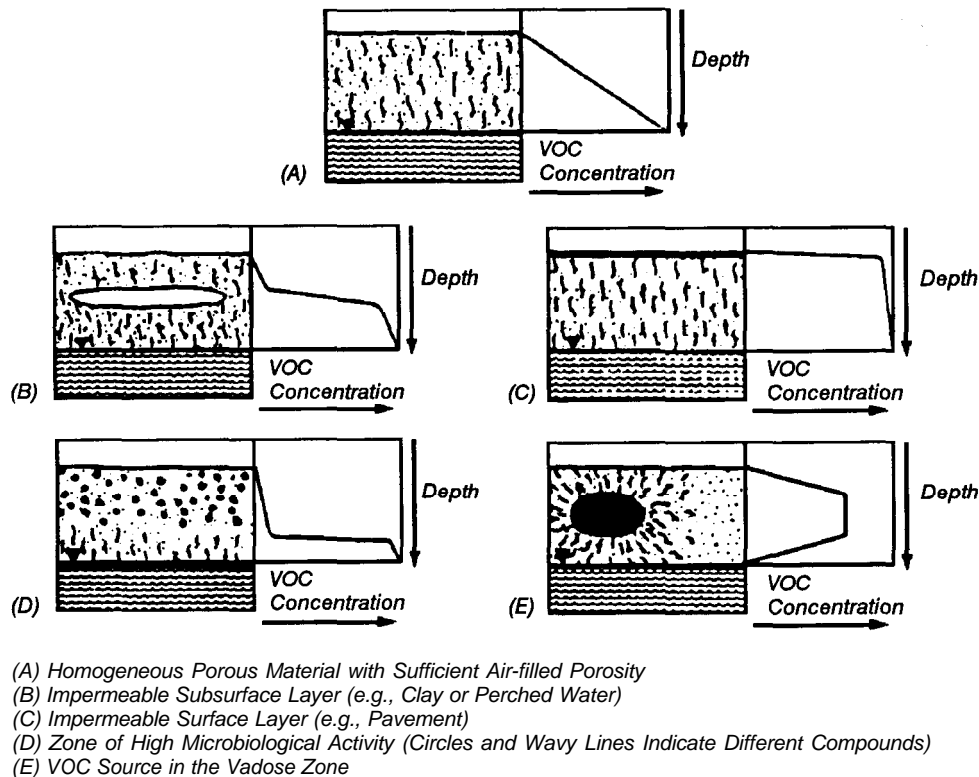 Depth
VOC
Concentration
(A)
Depth
VOC
Concentration
(B)
Depth
VOC
Concentration
(C)
Depth
VOC
Concentration
(D)
Depth
VOC
Concentration
(E)
(A) Homogeneous Porous Material with Sufficient Air-filled Porosity
(B) Impermeable Subsurface Layer (e.g., Clay or Perched Water)
(C) Impermeable Surface Layer (e.g., Pavement)
(D) Zone of High Microbiological Activity (Circles and Wavy Lines Indicate Different Compounds)
(E) VOC Source in the Vadose Zone